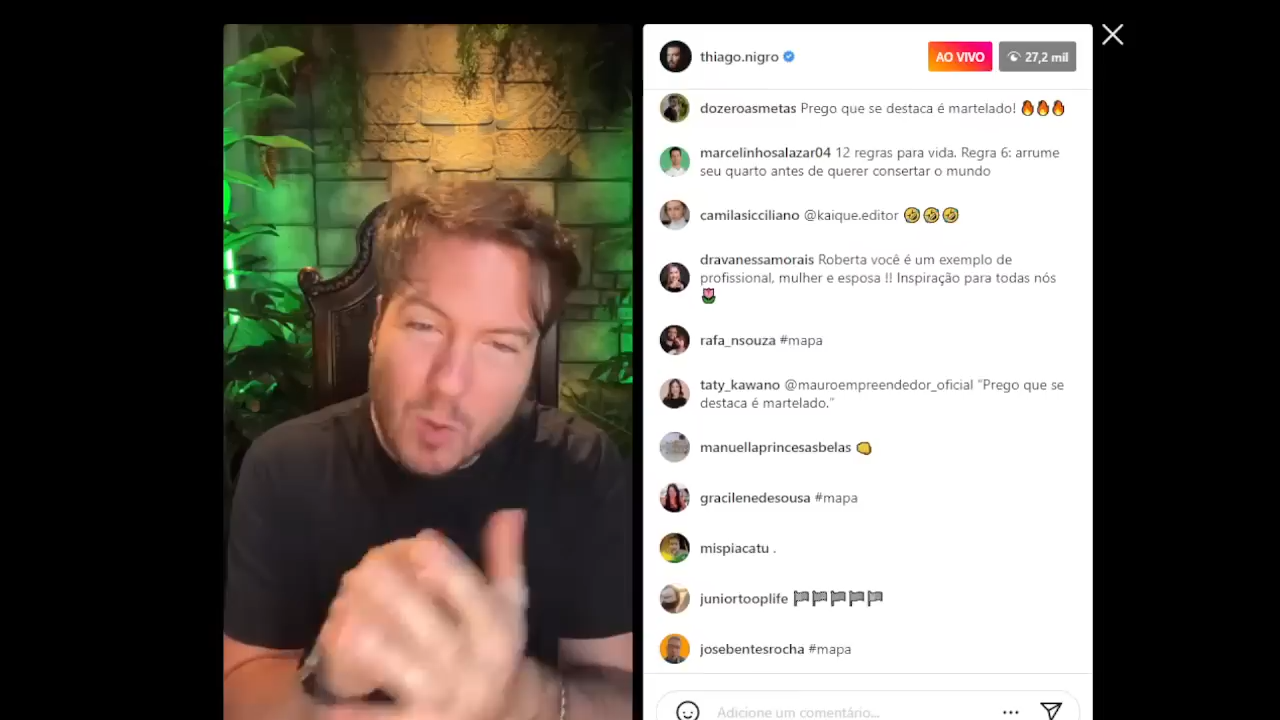 thiago.nigro
AO VIVO
27,2 mil
dozeroasmetas Prego que se destaca é martelado! 🔥🔥🔥
marcelinhosalazar04 12 regras para vida. Regra 6: arrume
seu quarto antes de querer consertar o mundo
camilasicciliano @kaique.editor 🤣🤣🤣
dravanessamorais Roberta você é um exemplo de
profissional, mulher e esposa !! Inspiração para todas nós
🌷
rafa_nsouza #mapa
taty_kawano @mauroempreendedor_oficial “Prego que se
destaca é martelado.”
manuellaprincesasbelas 👊
gracilenedesousa #mapa
mispiacatu .
juniortooplife 🏁🏁🏁🏁🏁
josebentesrocha #mapa
Adicione um comentário...